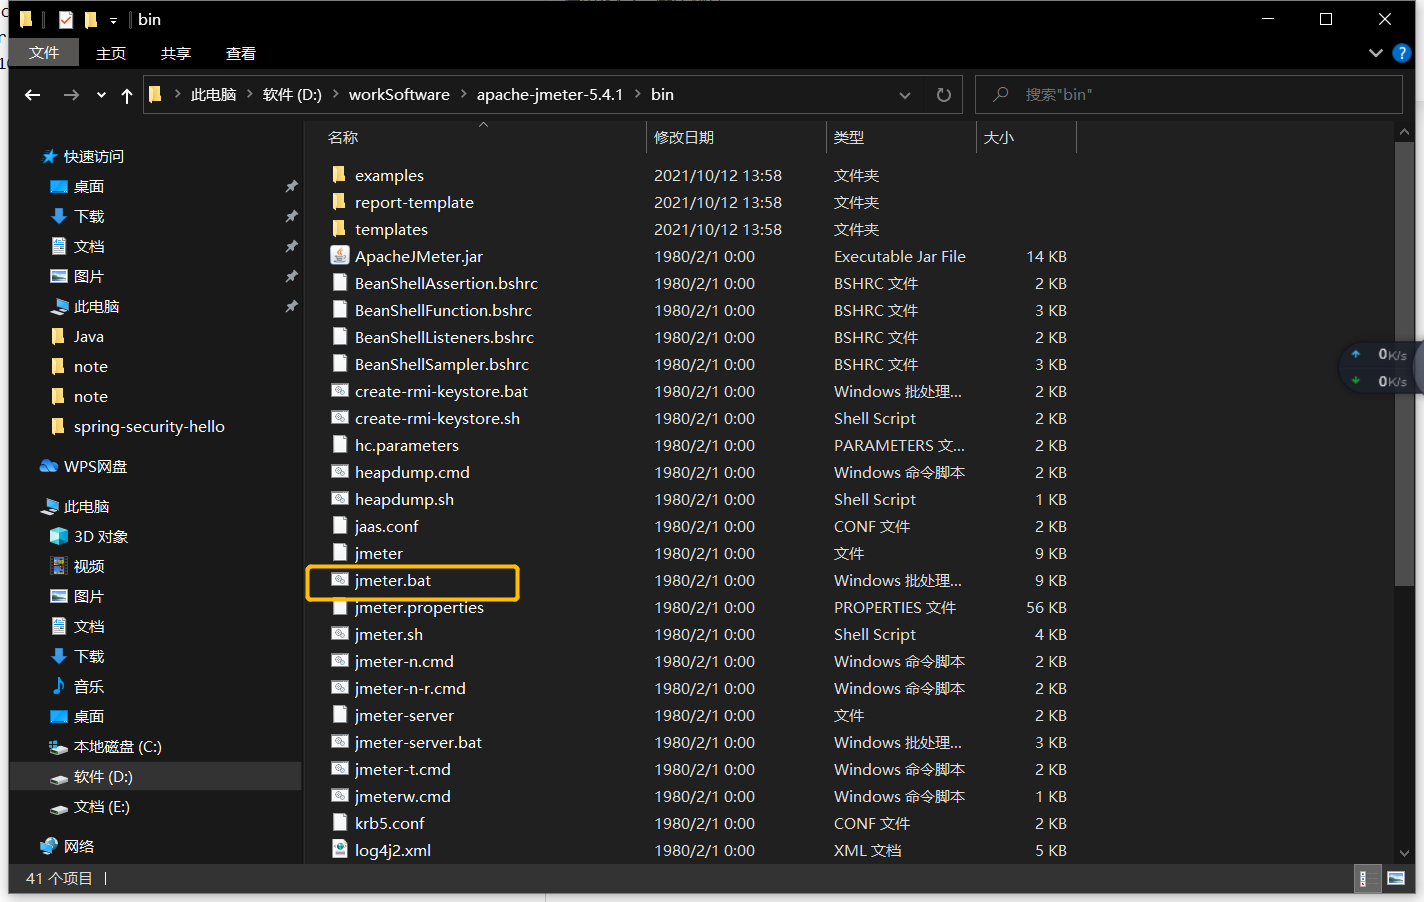 bin
文件 主页 共享 查看
此电脑 软件 (D:) workSoftware apache-jmeter-5.4.1 bin 搜索"bin"
名称 修改日期 类型 大小
快速访问
桌面
下载
文档
图片
此电脑
Java
note
note
spring-security-hello
WPS网盘
此电脑
3D 对象
视频
图片
文档
下载
音乐
桌面
本地磁盘 (C:)
软件 (D:)
文档 (E:)
网络
examples 2021/10/12 13:58 文件夹
report-template 2021/10/12 13:58 文件夹
templates 2021/10/12 13:58 文件夹
ApacheJMeter.jar 1980/2/1 0:00 Executable Jar File 14 KB
BeanShellAssertion.bshrc 1980/2/1 0:00 BSHRC 文件 2 KB
BeanShellFunction.bshrc 1980/2/1 0:00 BSHRC 文件 3 KB
BeanShellListeners.bshrc 1980/2/1 0:00 BSHRC 文件 2 KB
BeanShellSampler.bshrc 1980/2/1 0:00 BSHRC 文件 3 KB
create-rmi-keystore.bat 1980/2/1 0:00 Windows 批处理... 2 KB
create-rmi-keystore.sh 1980/2/1 0:00 Shell Script 2 KB
hc.parameters 1980/2/1 0:00 PARAMETERS 文... 2 KB
heapdump.cmd 1980/2/1 0:00 Windows 命令脚本 2 KB
heapdump.sh 1980/2/1 0:00 Shell Script 1 KB
jaas.conf 1980/2/1 0:00 CONF 文件 2 KB
jmeter 1980/2/1 0:00 文件 9 KB
jmeter.bat 1980/2/1 0:00 Windows 批处理... 9 KB
jmeter.properties 1980/2/1 0:00 PROPERTIES 文件 56 KB
jmeter.sh 1980/2/1 0:00 Shell Script 4 KB
jmeter-n.cmd 1980/2/1 0:00 Windows 命令脚本 2 KB
jmeter-n-r.cmd 1980/2/1 0:00 Windows 命令脚本 2 KB
jmeter-server 1980/2/1 0:00 文件 2 KB
jmeter-server.bat 1980/2/1 0:00 Windows 批处理... 3 KB
jmeter-t.cmd 1980/2/1 0:00 Windows 命令脚本 2 KB
jmeterw.cmd 1980/2/1 0:00 Windows 命令脚本 1 KB
krb5.conf 1980/2/1 0:00 CONF 文件 2 KB
log4j2.xml 1980/2/1 0:00 XML 文档 5 KB
0K/s
0K/s
41 个项目